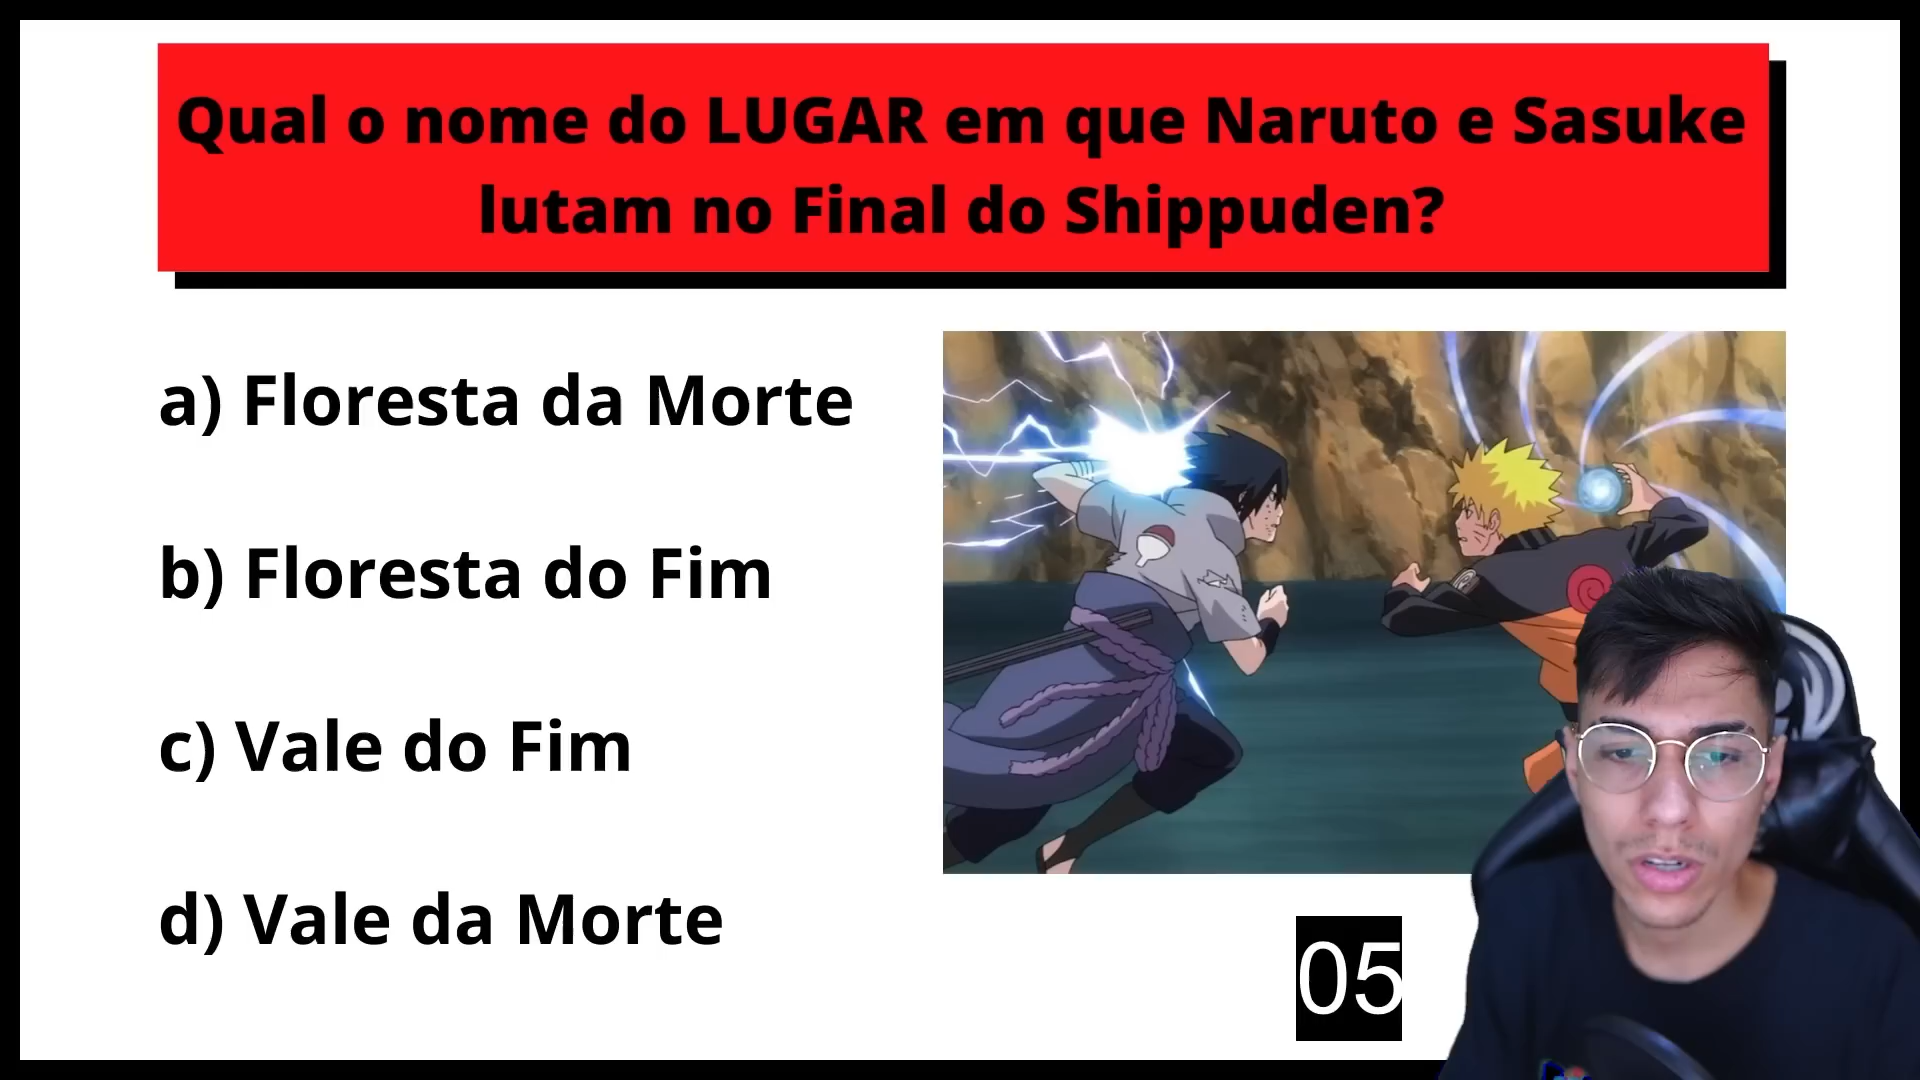 Qual o nome do LUGAR em que Naruto e Sasuke
lutam no Final do Shippuden?
a) Floresta da Morte
b) Floresta do Fim
c) Vale do Fim
d) Vale da Morte
05